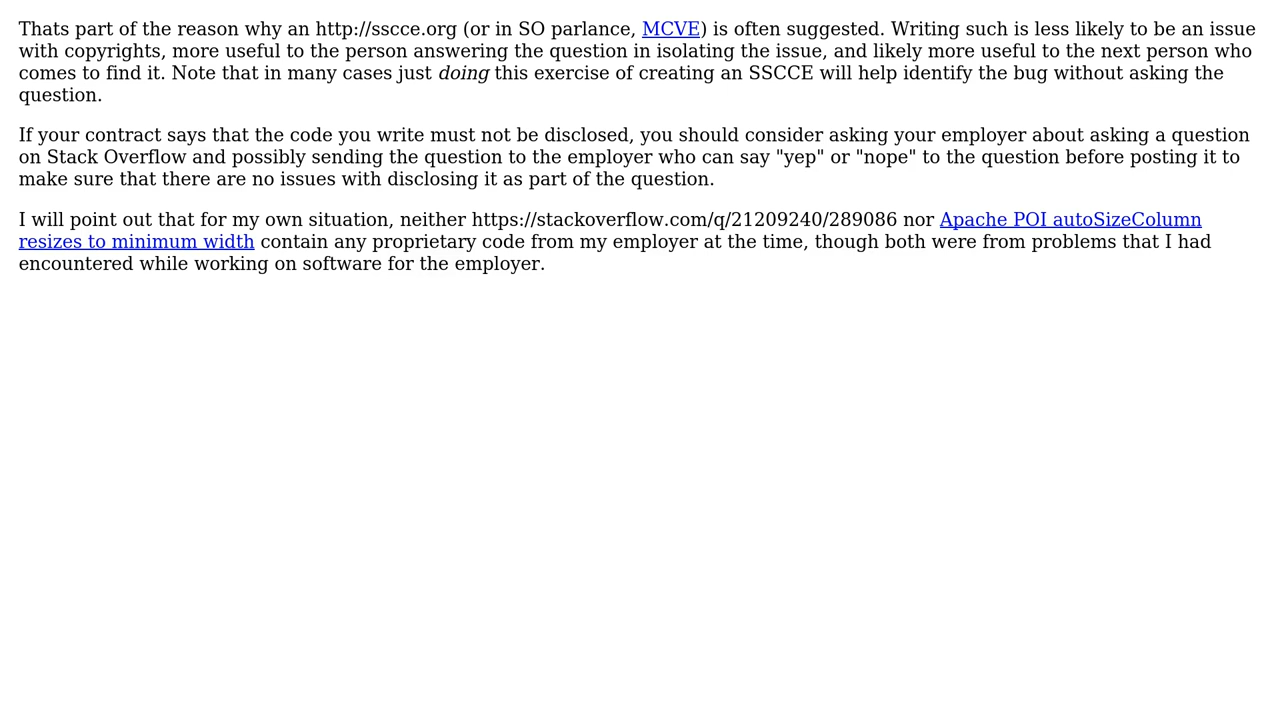 Thats part of the reason why an http://sscce.org (or in SO parlance, MCVE) is often suggested. Writing such is less likely to be an issue
with copyrights, more useful to the person answering the question in isolating the issue, and likely more useful to the next person who
comes to find it. Note that in many cases just doing this exercise of creating an SSCCE will help identify the bug without asking the
question.
If your contract says that the code you write must not be disclosed, you should consider asking your employer about asking a question
on Stack Overflow and possibly sending the question to the employer who can say "yep" or "nope" to the question before posting it to
make sure that there are no issues with disclosing it as part of the question.
I will point out that for my own situation, neither https://stackoverflow.com/q/21209240/289086 nor Apache POI autoSizeColumn
resizes to minimum width contain any proprietary code from my employer at the time, though both were from problems that I had
encountered while working on software for the employer.